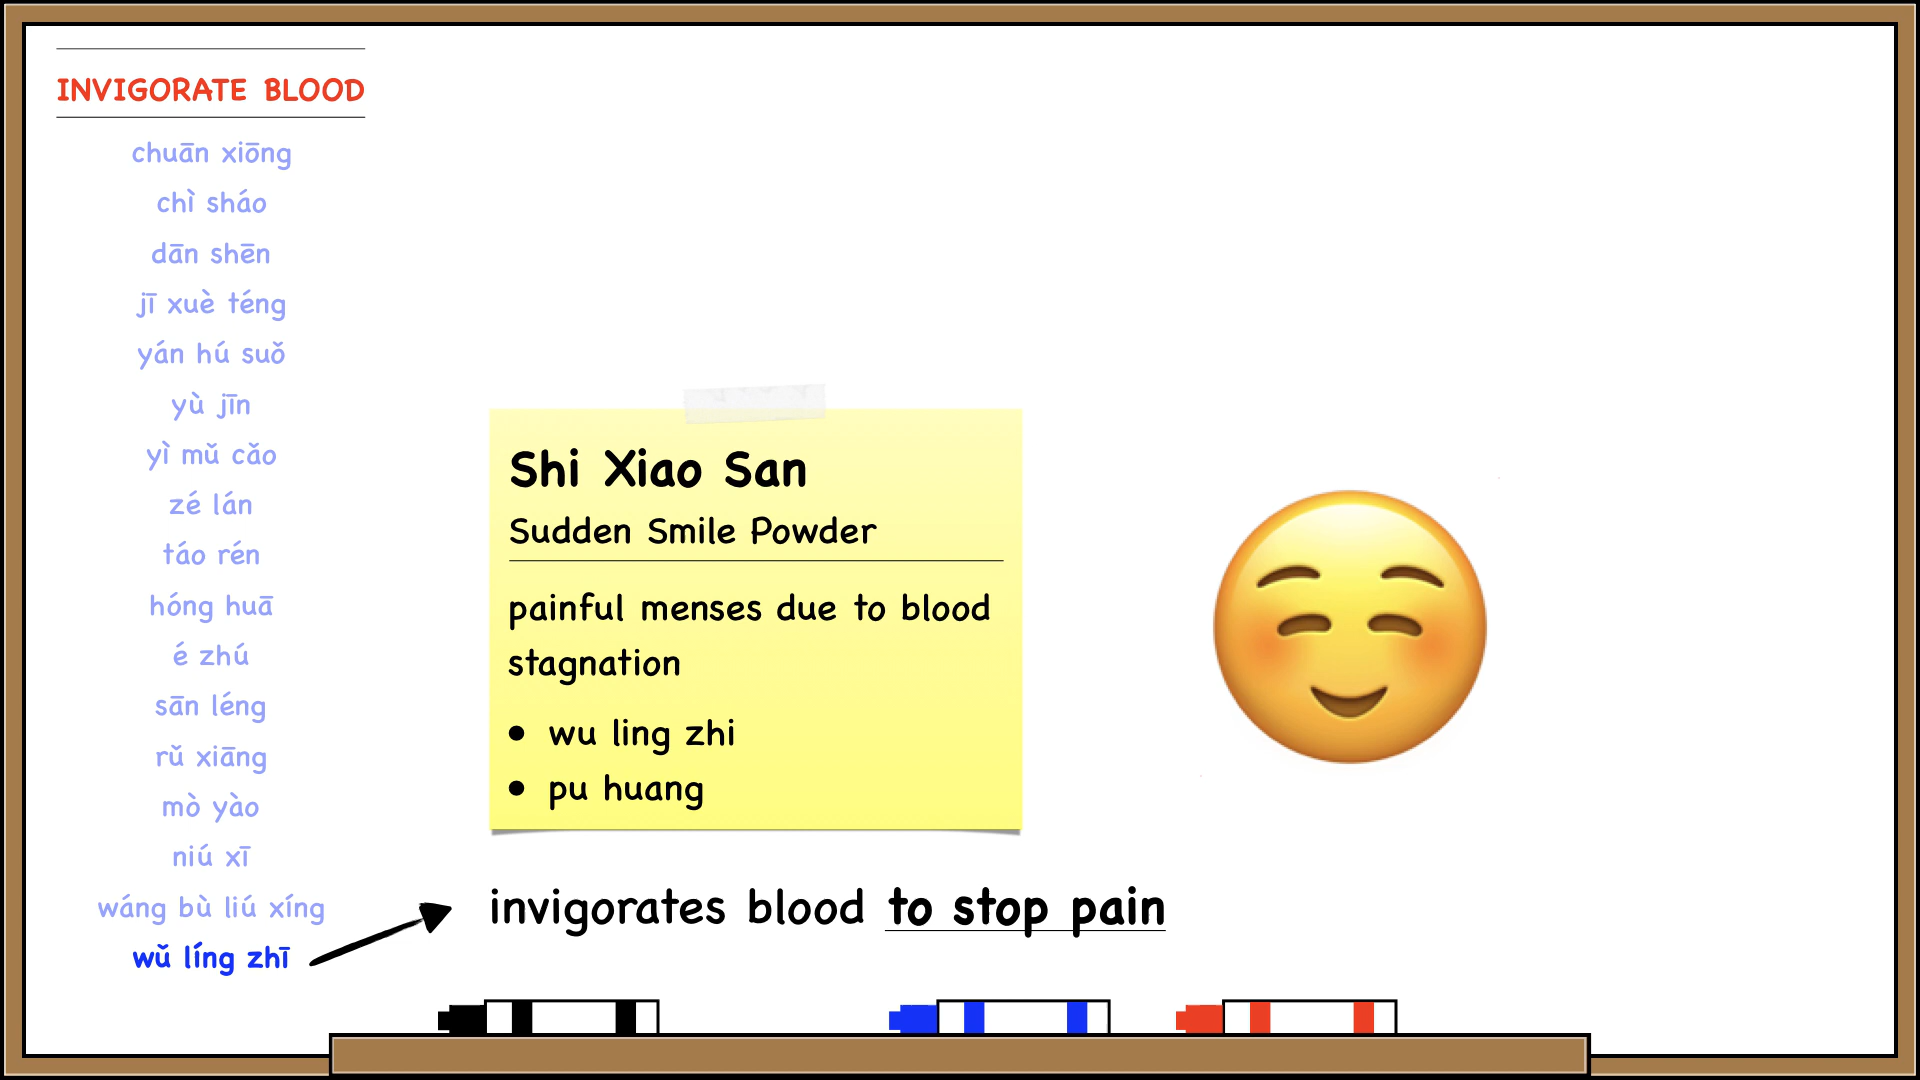 INVIGORATE BLOOD
chuān xiōng
chì sháo
dān shēn
jī xuè téng
yán hú suǒ
yù jīn
yì mǔ cǎo
zé lán
táo rén
hóng huā
é zhú
sān léng
rǔ xiāng
mò yào
niú xī
wáng bù liú xíng
wǔ líng zhī
Shi Xiao San
Sudden Smile Powder
painful menses due to blood
stagnation
• wu ling zhi
• pu huang
invigorates blood to stop pain